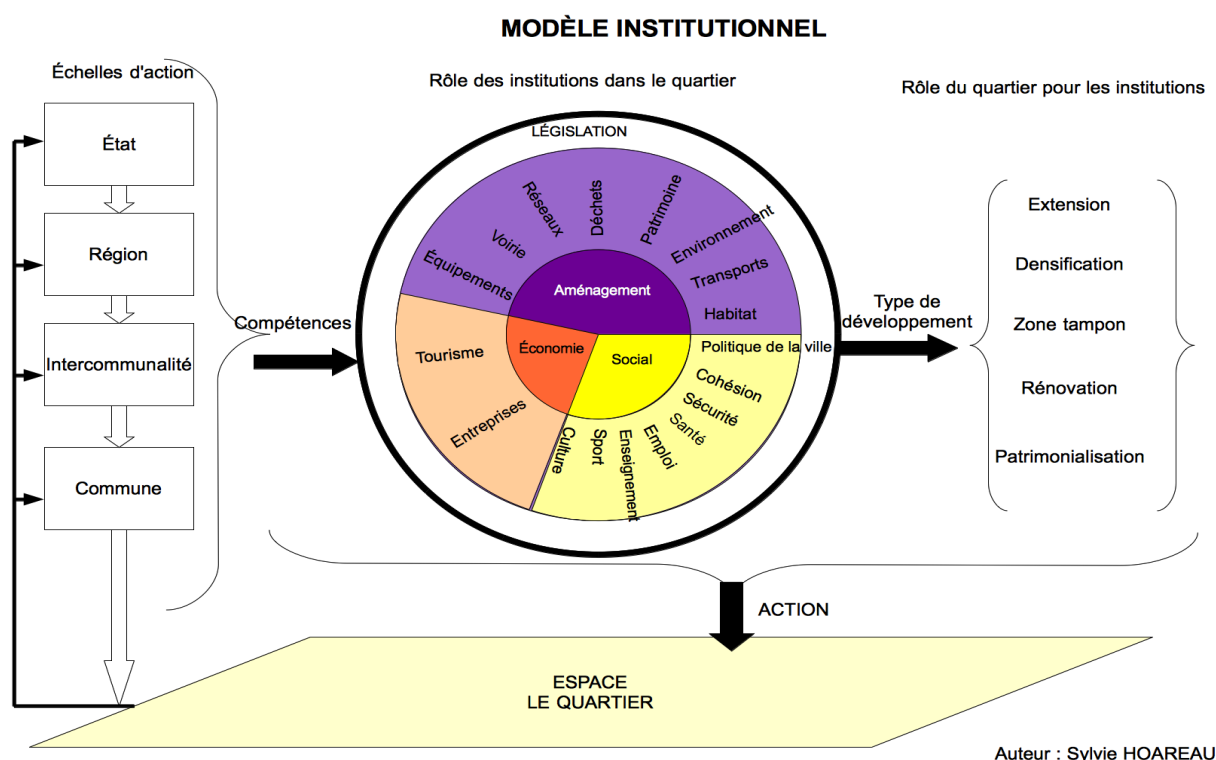 MODÈLE INSTITUTIONNEL
Échelles d'action
État
Région
Intercommunalité
Commune
Compétences
Rôle des institutions dans le quartier
LÉGISLATION
Équipements
Voirie
Réseaux
Déchets
Patrimoine
Environnement
Transports
Habitat
Aménagement
Économie
Social
Tourisme
Entreprises
Politique de la ville
Cohésion
Sécurité
Santé
Emploi
Enseignement
Sport
Culture
Type de
développement
Rôle du quartier pour les institutions
Extension
Densification
Zone tampon
Rénovation
Patrimonialisation
ACTION
ESPACE
LE QUARTIER
Auteur : Sylvie HOAREAU